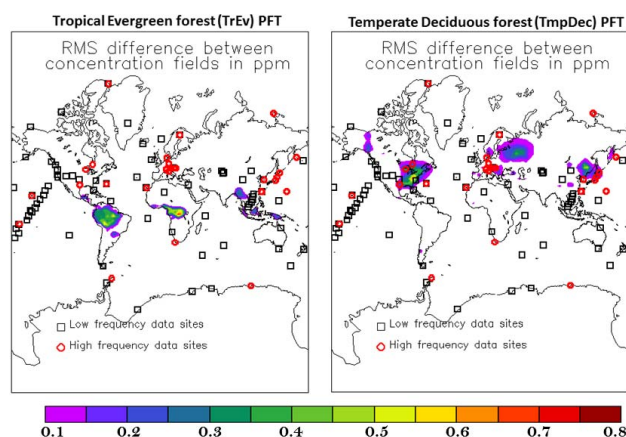 Tropical Evergreen forest (TrEv) PFT
RMS difference between
concentration fields in ppm
Low frequency data sites
High frequency data sites
Temperate Deciduous forest (TmpDec) PFT
RMS difference between
concentration fields in ppm
Low frequency data sites
High frequency data sites
0.1 0.2 0.3 0.4 0.5 0.6 0.7 0.8